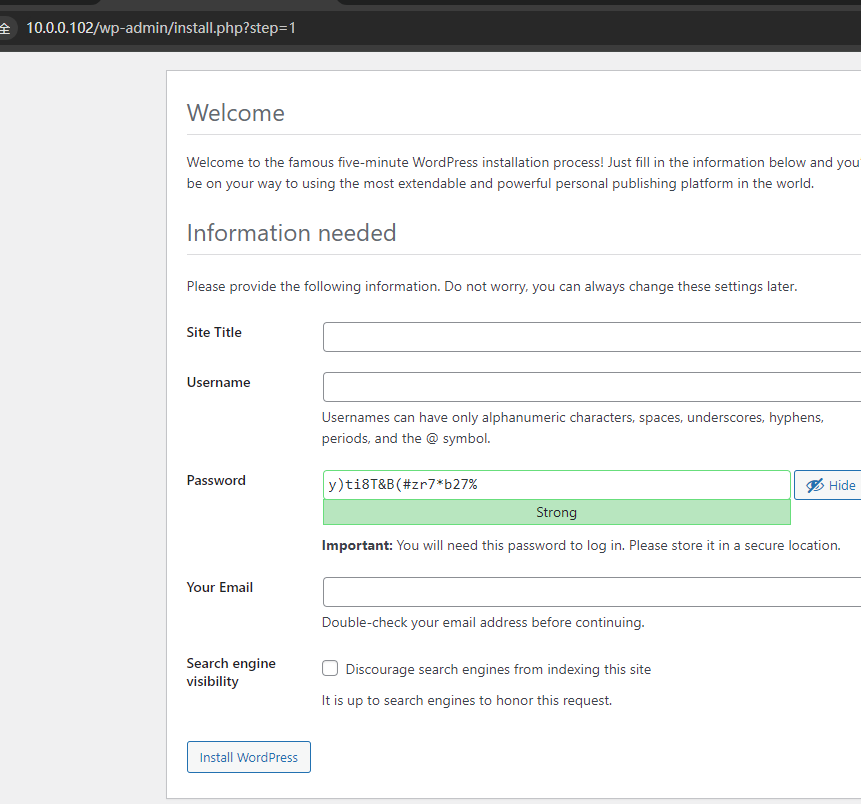 全 10.0.0.102/wp-admin/install.php?step=1
Welcome
Welcome to the famous five-minute WordPress installation process! Just fill in the information below and you
be on your way to using the most extendable and powerful personal publishing platform in the world.
Information needed
Please provide the following information. Do not worry, you can always change these settings later.
Site Title
Username
Usernames can have only alphanumeric characters, spaces, underscores, hyphens,
periods, and the @ symbol.
Password y)ti8T&B(#zr7*b27% Hide
Strong
Important: You will need this password to log in. Please store it in a secure location.
Your Email
Double-check your email address before continuing.
Search engine
visibility
Discourage search engines from indexing this site
It is up to search engines to honor this request.
Install WordPress